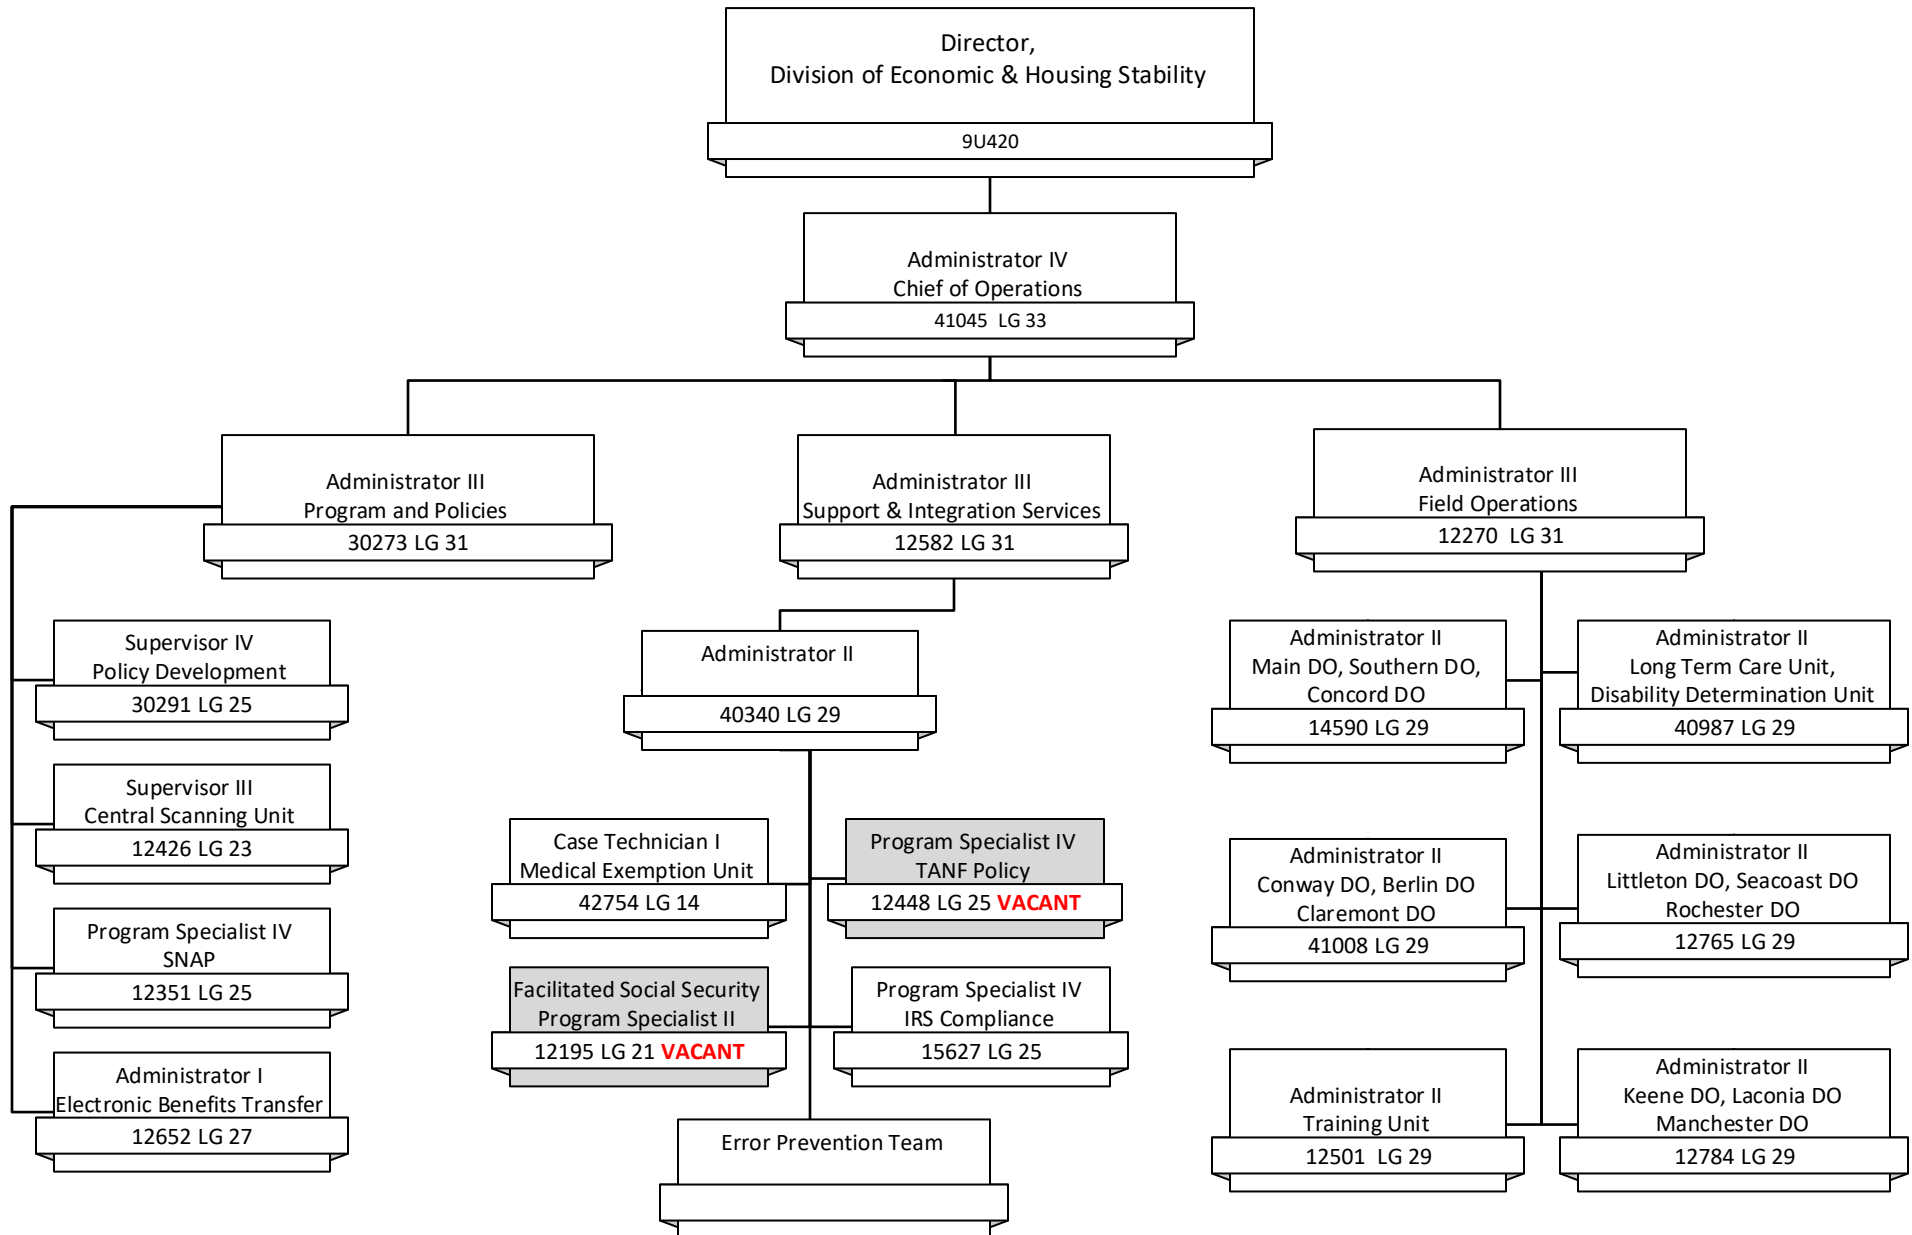 Director,
Division of Economic & Housing Stability
9U420
Administrator IV
Chief of Operations
41045  LG 33
Administrator III
Program and Policies
30273 LG 31
Administrator III
Support & Integration Services
12582 LG 31
Administrator III
Field Operations
12270  LG 31
Supervisor IV
Policy Development
30291 LG 25
Supervisor III
Central Scanning Unit
12426 LG 23
Program Specialist IV
SNAP
12351 LG 25
Administrator I
Electronic Benefits Transfer
12652 LG 27
Administrator II
40340 LG 29
Case Technician I
Medical Exemption Unit
42754 LG 14
Program Specialist IV
TANF Policy
12448 LG 25 VACANT
Facilitated Social Security
Program Specialist II
12195 LG 21 VACANT
Program Specialist IV
IRS Compliance
15627 LG 25
Error Prevention Team
Administrator II
Main DO, Southern DO,
Concord DO
14590 LG 29
Administrator II
Long Term Care Unit,
Disability Determination Unit
40987 LG 29
Administrator II
Conway DO, Berlin DO
Claremont DO
41008 LG 29
Administrator II
Littleton DO, Seacoast DO
Rochester DO
12765 LG 29
Administrator II
Training Unit
12501  LG 29
Administrator II
Keene DO, Laconia DO
Manchester DO
12784 LG 29